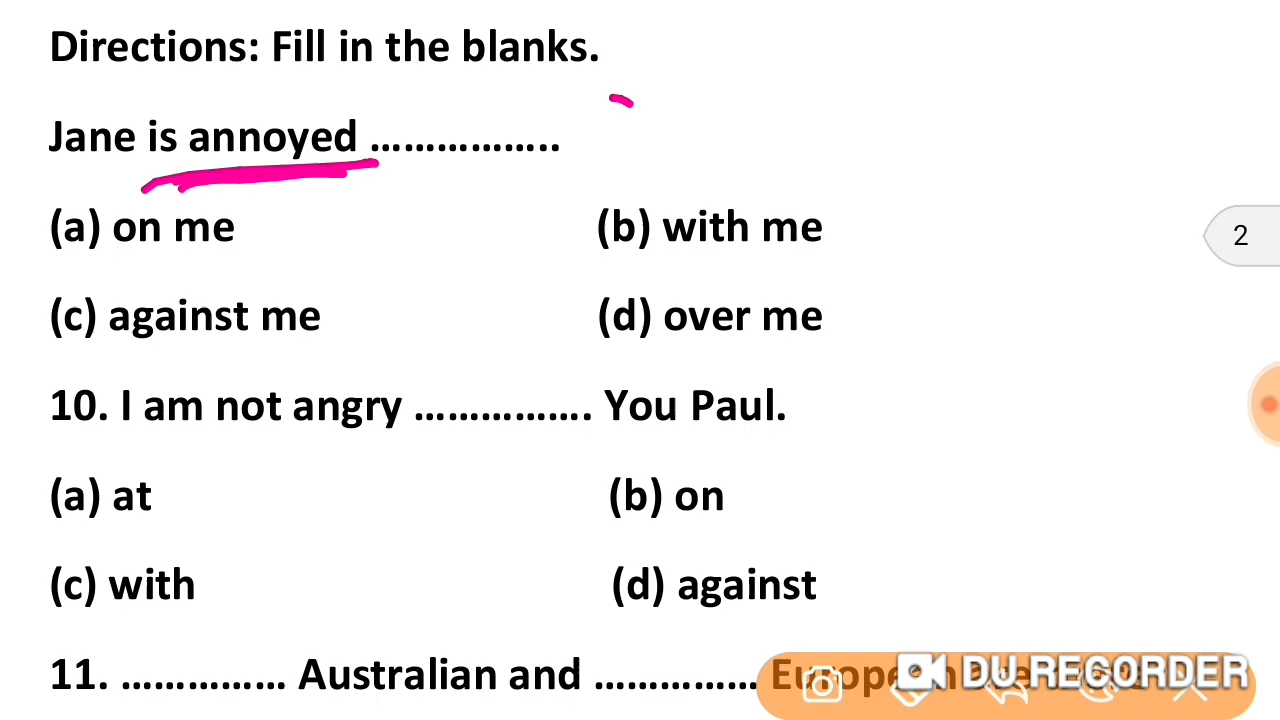 Directions: Fill in the blanks.
Jane is annoyed ……………..
(a) on me (b) with me
2
(c) against me (d) over me
10. I am not angry ……………. You Paul.
(a) at (b) on
(c) with (d) against
11. …………… Australian and ……………
DU RECORDER